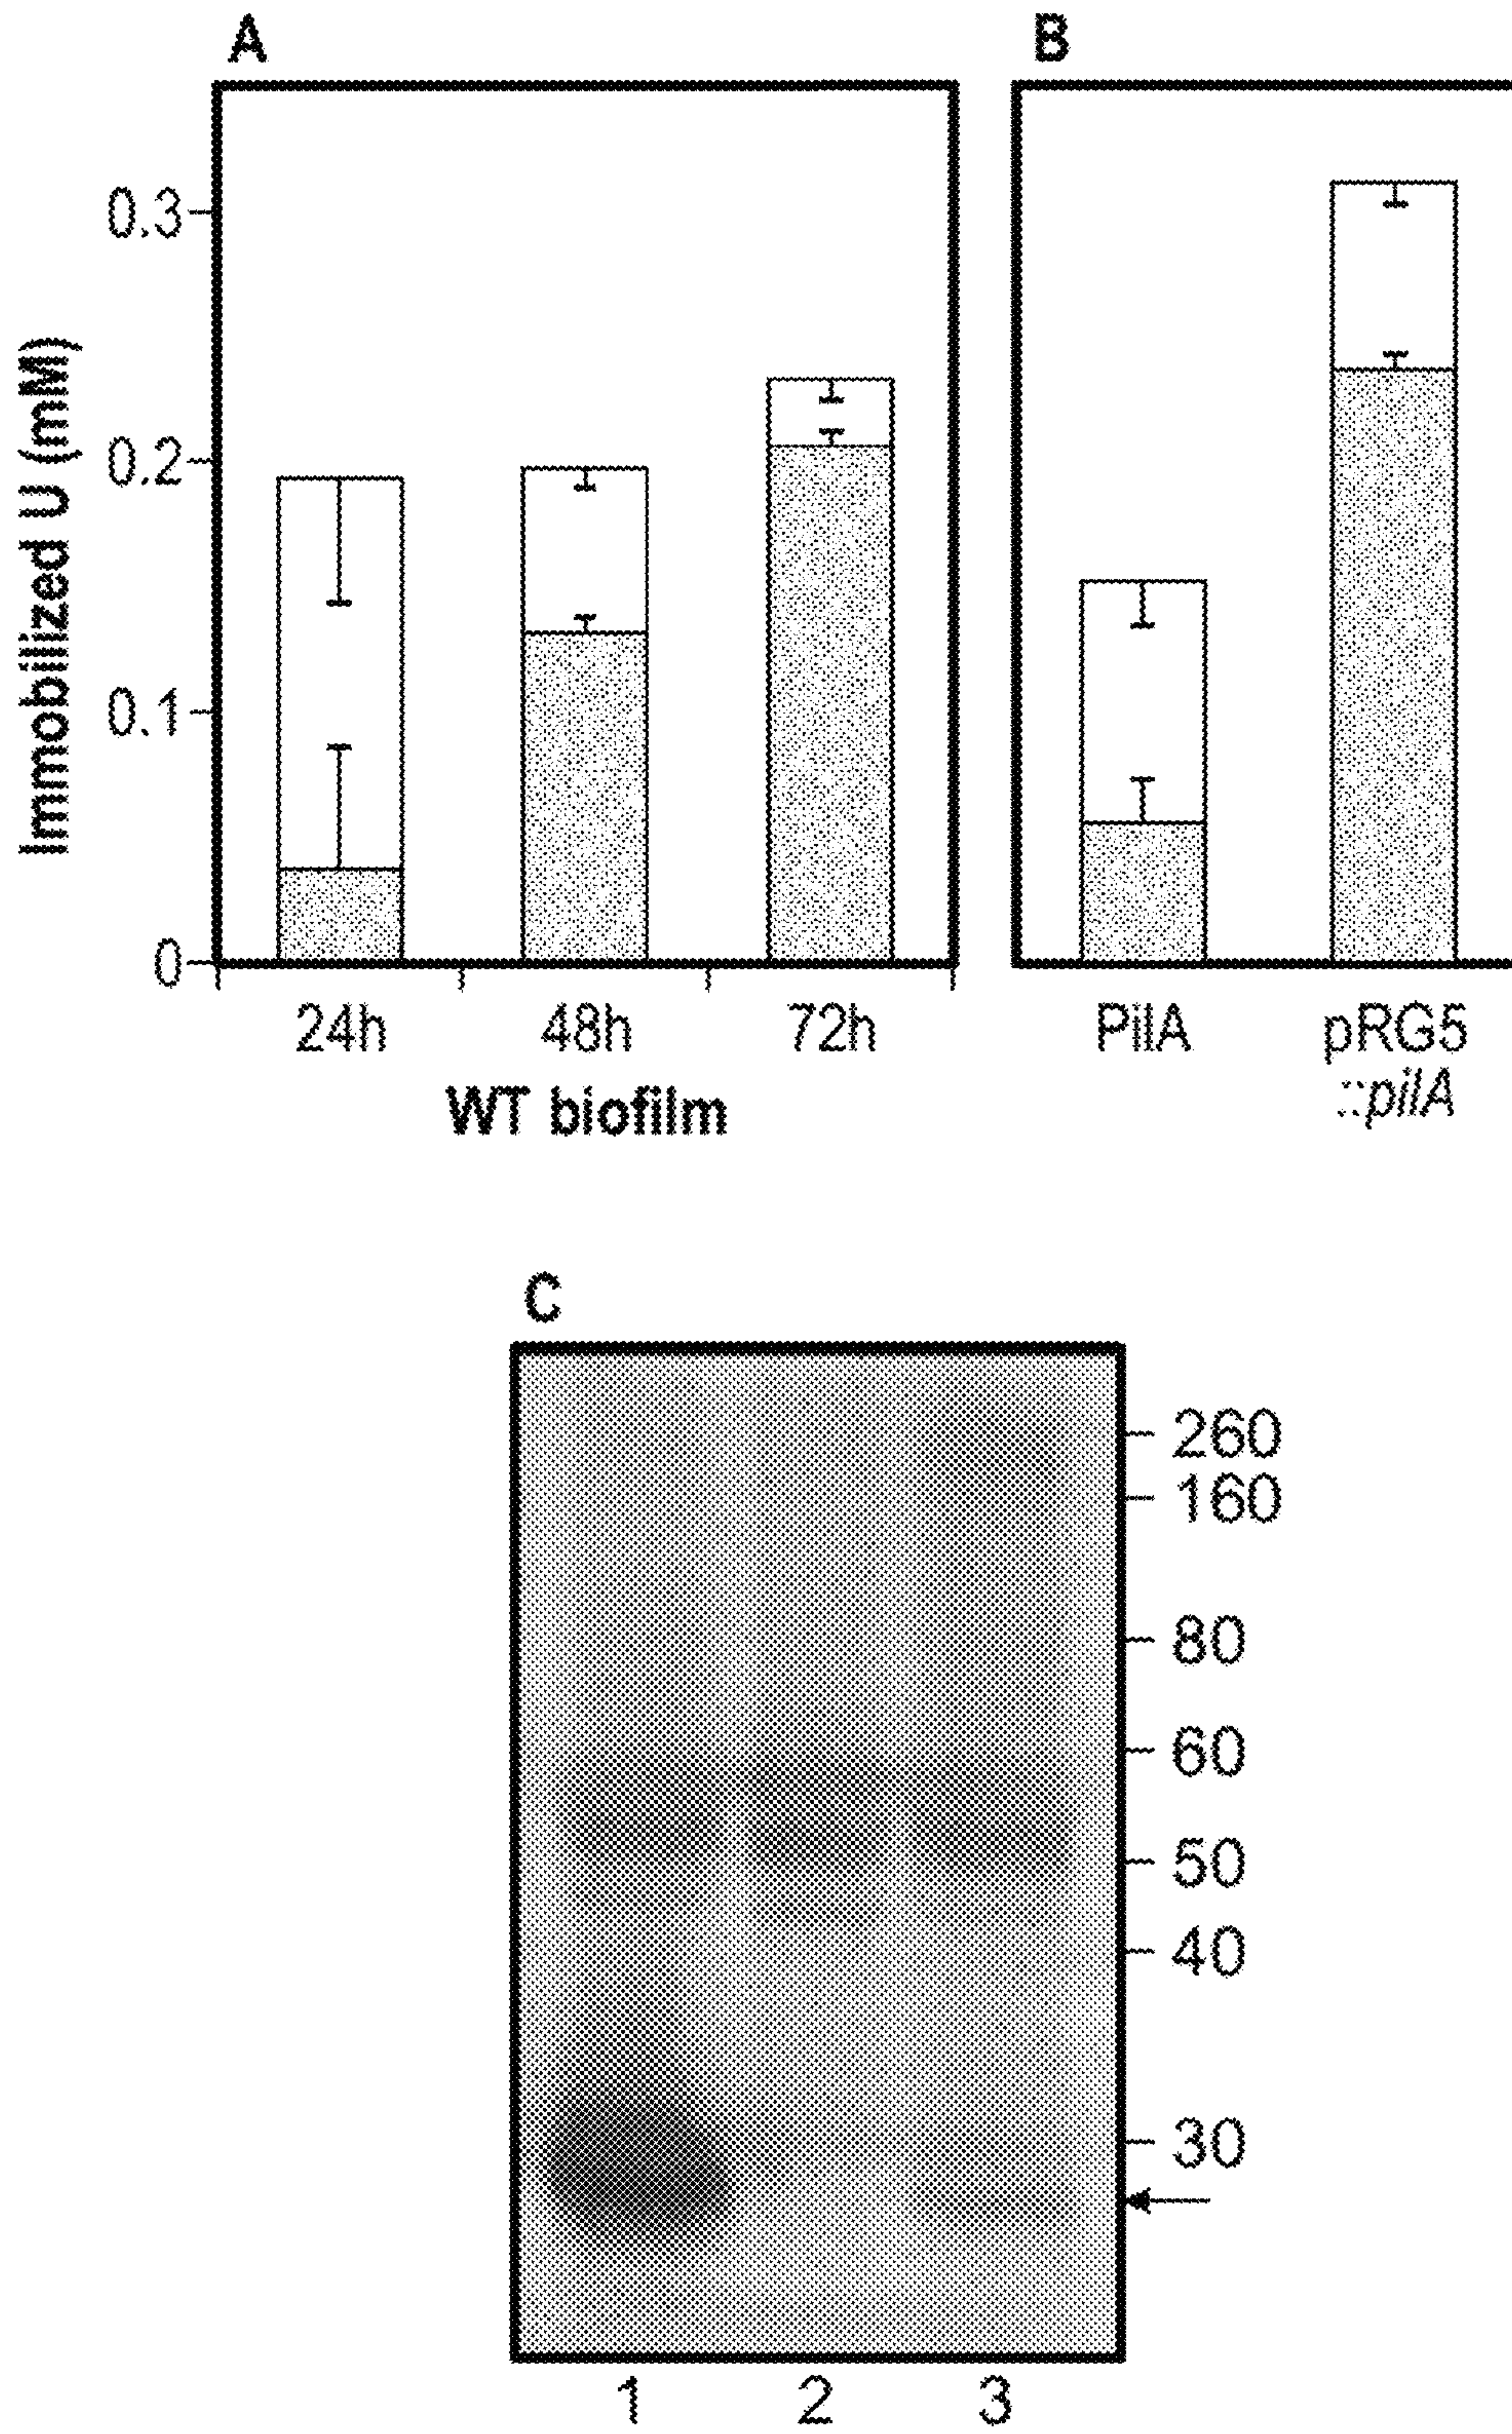 A
B
Immobilized U (mM)
0.3
0.2
0.1
0
24h 48h 72h
WT biofilm
PilA pRG5
::pilA
C
260
160
80
60
50
40
30
1 2 3